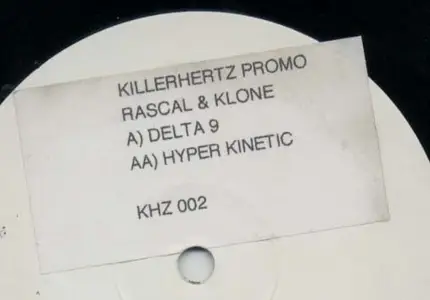 KILLERHERTZ PROMO
RASCAL & KLONE
A) DELTA 9
AA) HYPER KINETIC
KHZ 002